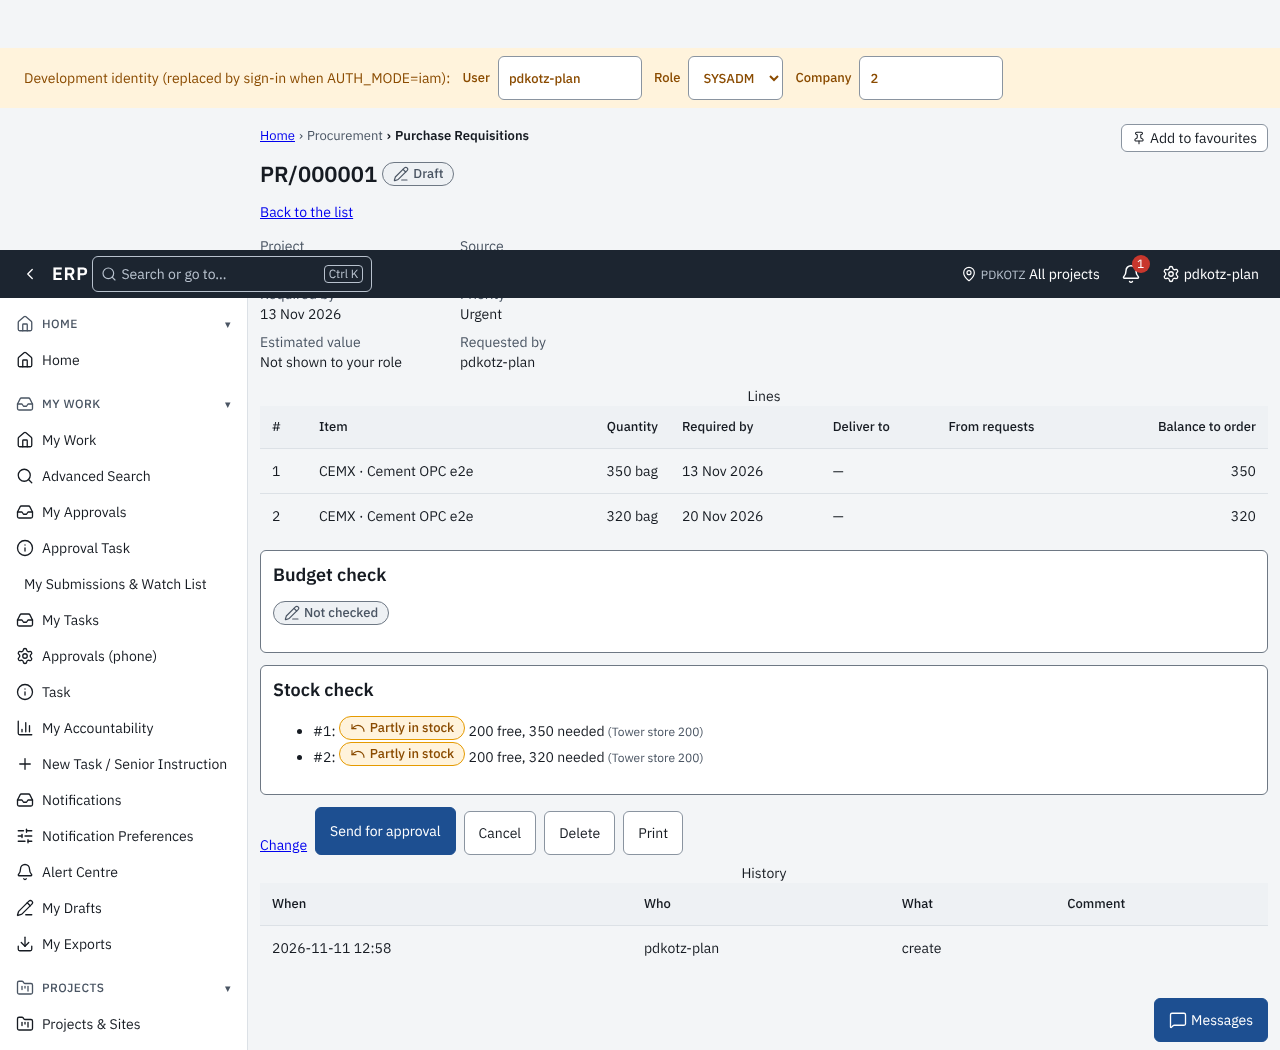 Development identity (replaced by sign-in when AUTH_MODE=iam): User pdkotz-plan Role SYSADM Company 2
Home › Procurement › Purchase Requisitions
Add to favourites
PR/000001 Draft
Back to the list
Project Source
ERP Search or go to... Ctrl K PDKOTZ All projects 1 pdkotz-plan
Required by Priority
13 Nov 2026 Urgent
Estimated value Requested by
Not shown to your role pdkotz-plan
HOME
Home
MY WORK
My Work
Advanced Search
My Approvals
Approval Task
My Submissions & Watch List
My Tasks
Approvals (phone)
Task
My Accountability
New Task / Senior Instruction
Notifications
Notification Preferences
Alert Centre
My Drafts
My Exports
PROJECTS
Projects & Sites
Lines
# Item Quantity Required by Deliver to From requests Balance to order
1 CEMX · Cement OPC e2e 350 bag 13 Nov 2026 — 350
2 CEMX · Cement OPC e2e 320 bag 20 Nov 2026 — 320
Budget check
Not checked
Stock check
#1: Partly in stock 200 free, 350 needed (Tower store 200)
#2: Partly in stock 200 free, 320 needed (Tower store 200)
Change Send for approval Cancel Delete Print
History
When Who What Comment
2026-11-11 12:58 pdkotz-plan create
Messages